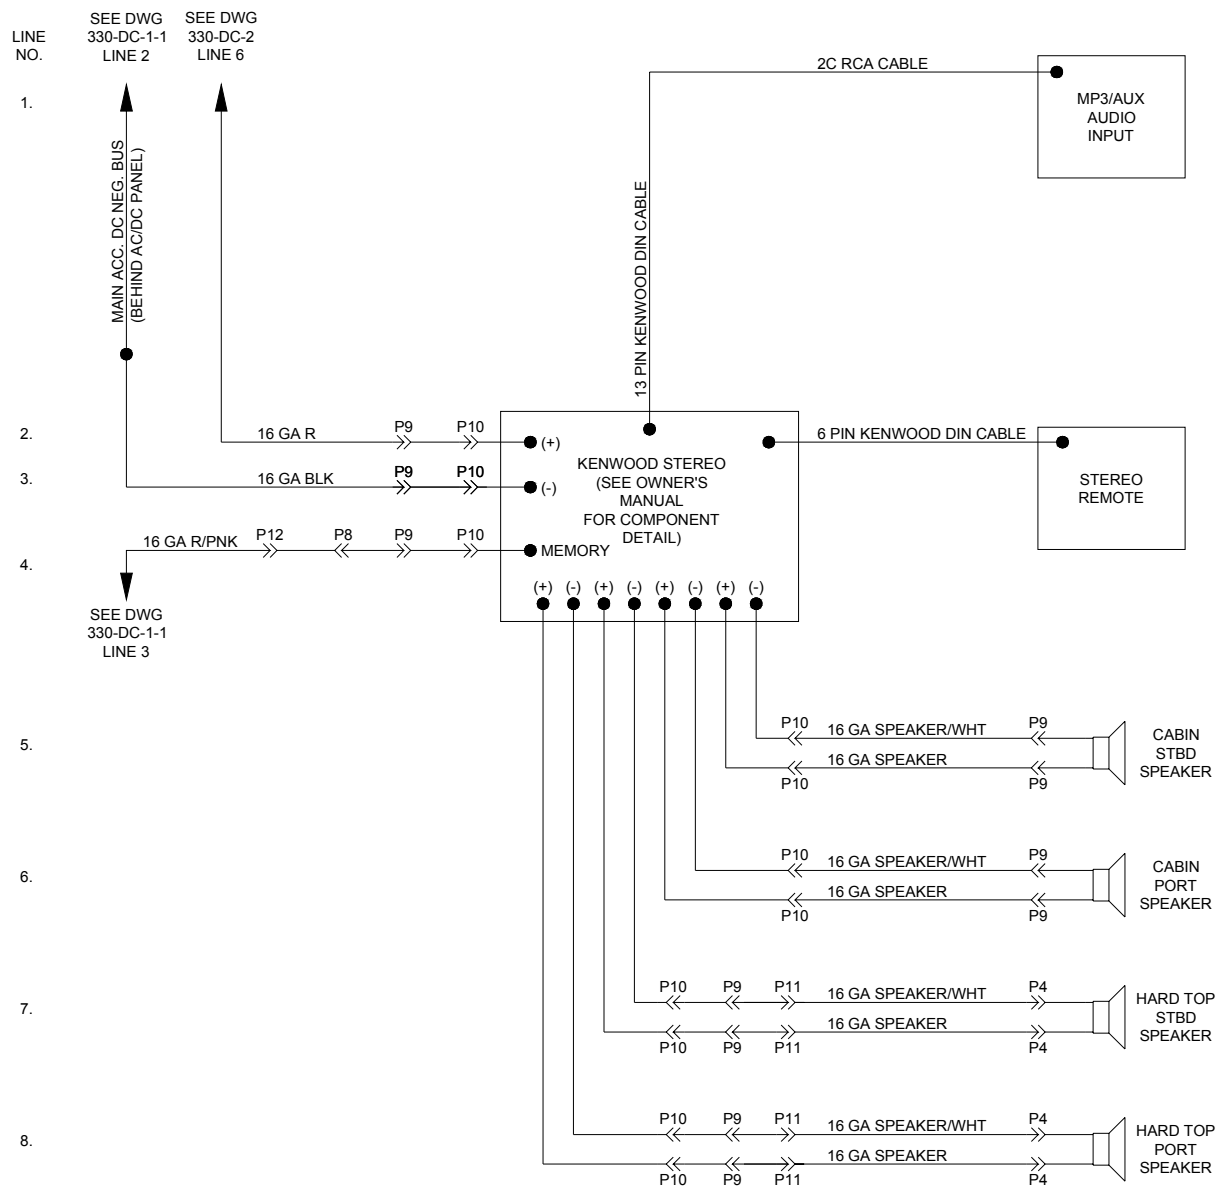 LINE
NO.
SEE DWG
330-DC-1-1
LINE 2
SEE DWG
330-DC-2
LINE 6
1.
MAIN ACC. DC NEG. BUS
(BEHIND AC/DC PANEL)
2C RCA CABLE
MP3/AUX
AUDIO
INPUT
13 PIN KENWOOD DIN CABLE
2.
16 GA R
P9
P10
(+)
6 PIN KENWOOD DIN CABLE
STEREO
REMOTE
3.
16 GA BLK
P9
P10
(-)
KENWOOD STEREO
(SEE OWNER'S
MANUAL
FOR COMPONENT
DETAIL)
4.
16 GA R/PNK
P12
P8
P9
P10
MEMORY
SEE DWG
330-DC-1-1
LINE 3
(+) (-) (+) (-) (+) (-) (+) (-)
5.
P10
16 GA SPEAKER/WHT
P9
16 GA SPEAKER
P10
P9
CABIN
STBD
SPEAKER
6.
P10
16 GA SPEAKER/WHT
P9
16 GA SPEAKER
P10
P9
CABIN
PORT
SPEAKER
7.
P10
P9
P11
16 GA SPEAKER/WHT
P4
16 GA SPEAKER
P10
P9
P11
P4
HARD TOP
STBD
SPEAKER
8.
P10
P9
P11
16 GA SPEAKER/WHT
P4
16 GA SPEAKER
P10
P9
P11
P4
HARD TOP
PORT
SPEAKER